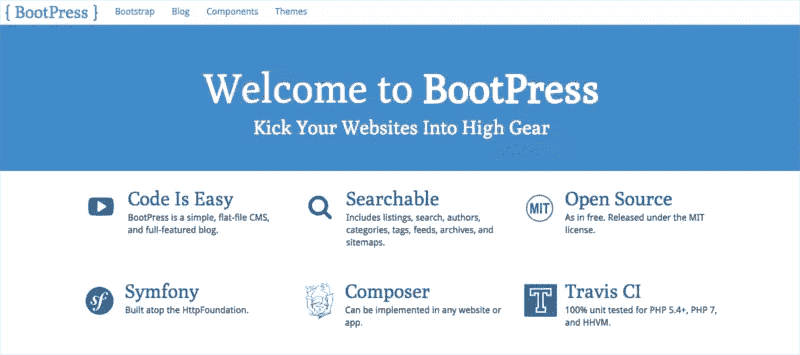 { BootPress } Bootstrap Blog Components Themes
Welcome to BootPress
Kick Your Websites Into High Gear
Code Is Easy
BootPress is a simple, flat-file CMS,
and full-featured blog.
Searchable
Includes listings, search, authors,
categories, tags, feeds, archives, and
sitemaps.
MIT
Open Source
As in free. Released under the MIT
license.
sf
Symfony
Built atop the HttpFoundation.
Composer
Can be implemented in any website or
app.
T
Travis CI
100% unit tested for PHP 5.4+, PHP 7,
and HHVM.